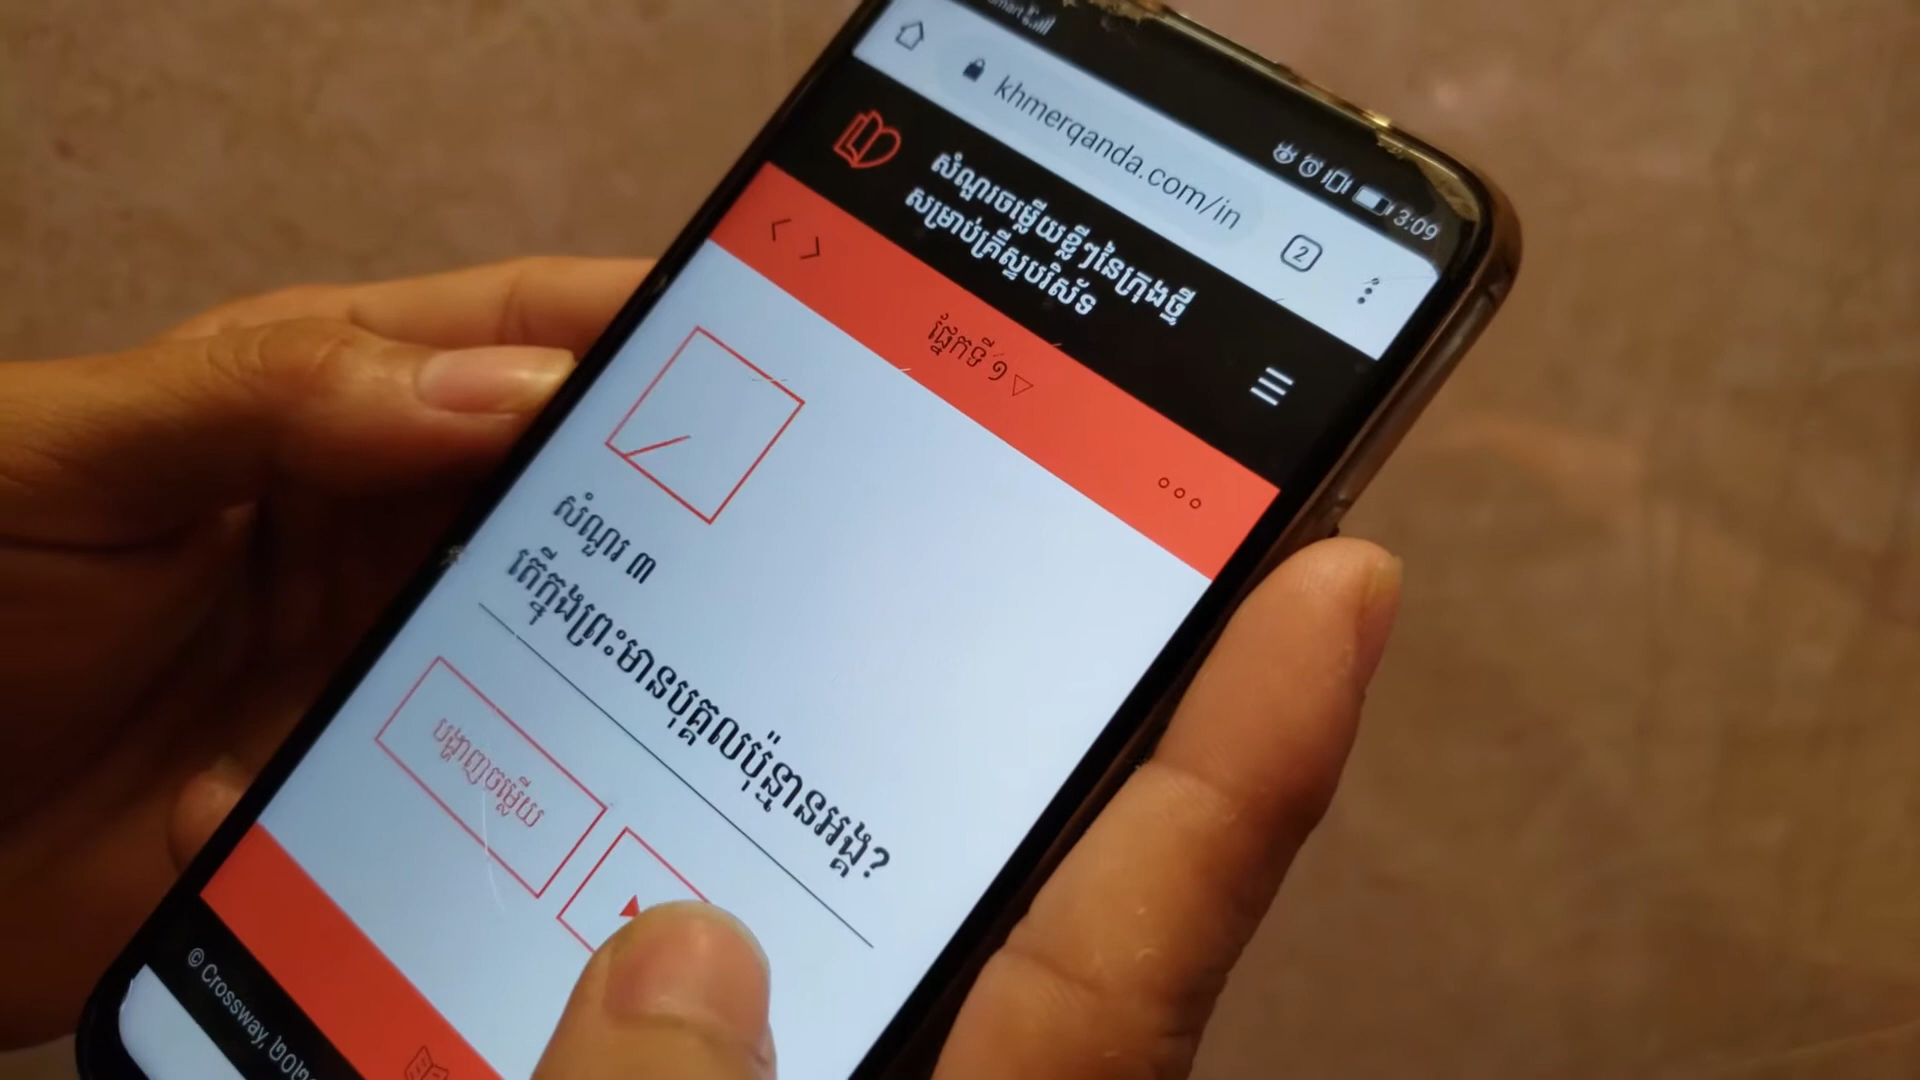 smart
3:09
khmerqanda.com/in
2
សំណួរចម្លើយខ្លីៗនៃក្រុងថ្មី
សម្រាប់គ្រីស្ទបរិស័ទ
ផ្នែកទី ១
សំណួរ ៣
តើក្នុងព្រះមានបុគ្គលប៉ុន្មានអង្គ?
បង្ហាញចម្លើយ
© Crossway, ២០២